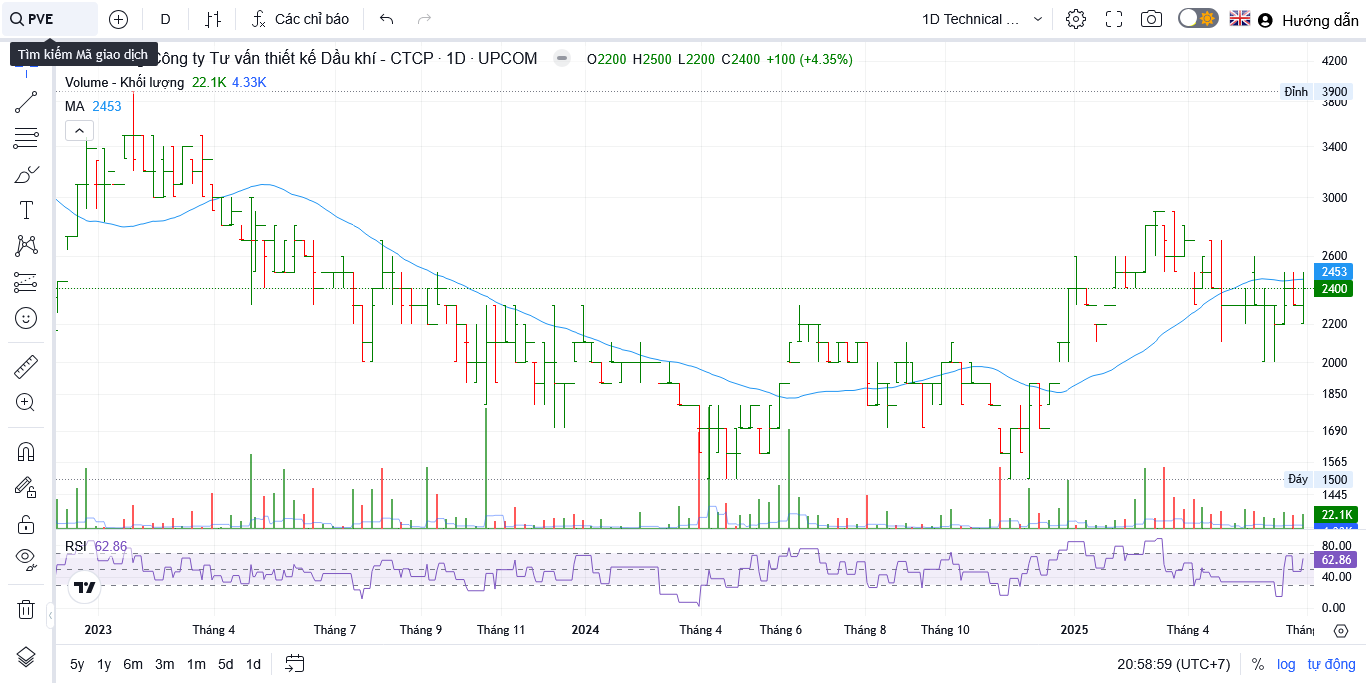 PVE
D
Các chỉ báo
1D Technical ...
Hướng dẫn
Tìm kiếm Mã giao dịch
Công ty Tư vấn thiết kế Dầu khí - CTCP · 1D · UPCOM
O2200 H2500 L2200 C2400 +100 (+4.35%)
Volume - Khối lượng 22.1K 4.33K
MA 2453
4200
Đỉnh 3900
3800
3400
3000
2600
2453
2400
2200
2000
1850
1690
1565
Đáy 1500
1445
22.1K
RSI 62.86
80.00
62.86
40.00
0.00
2023 Tháng 4 Tháng 7 Tháng 9 Tháng 11 2024 Tháng 4 Tháng 6 Tháng 8 Tháng 10 2025 Tháng 4
5y 1y 6m 3m 1m 5d 1d
20:58:59 (UTC+7) % log tự động